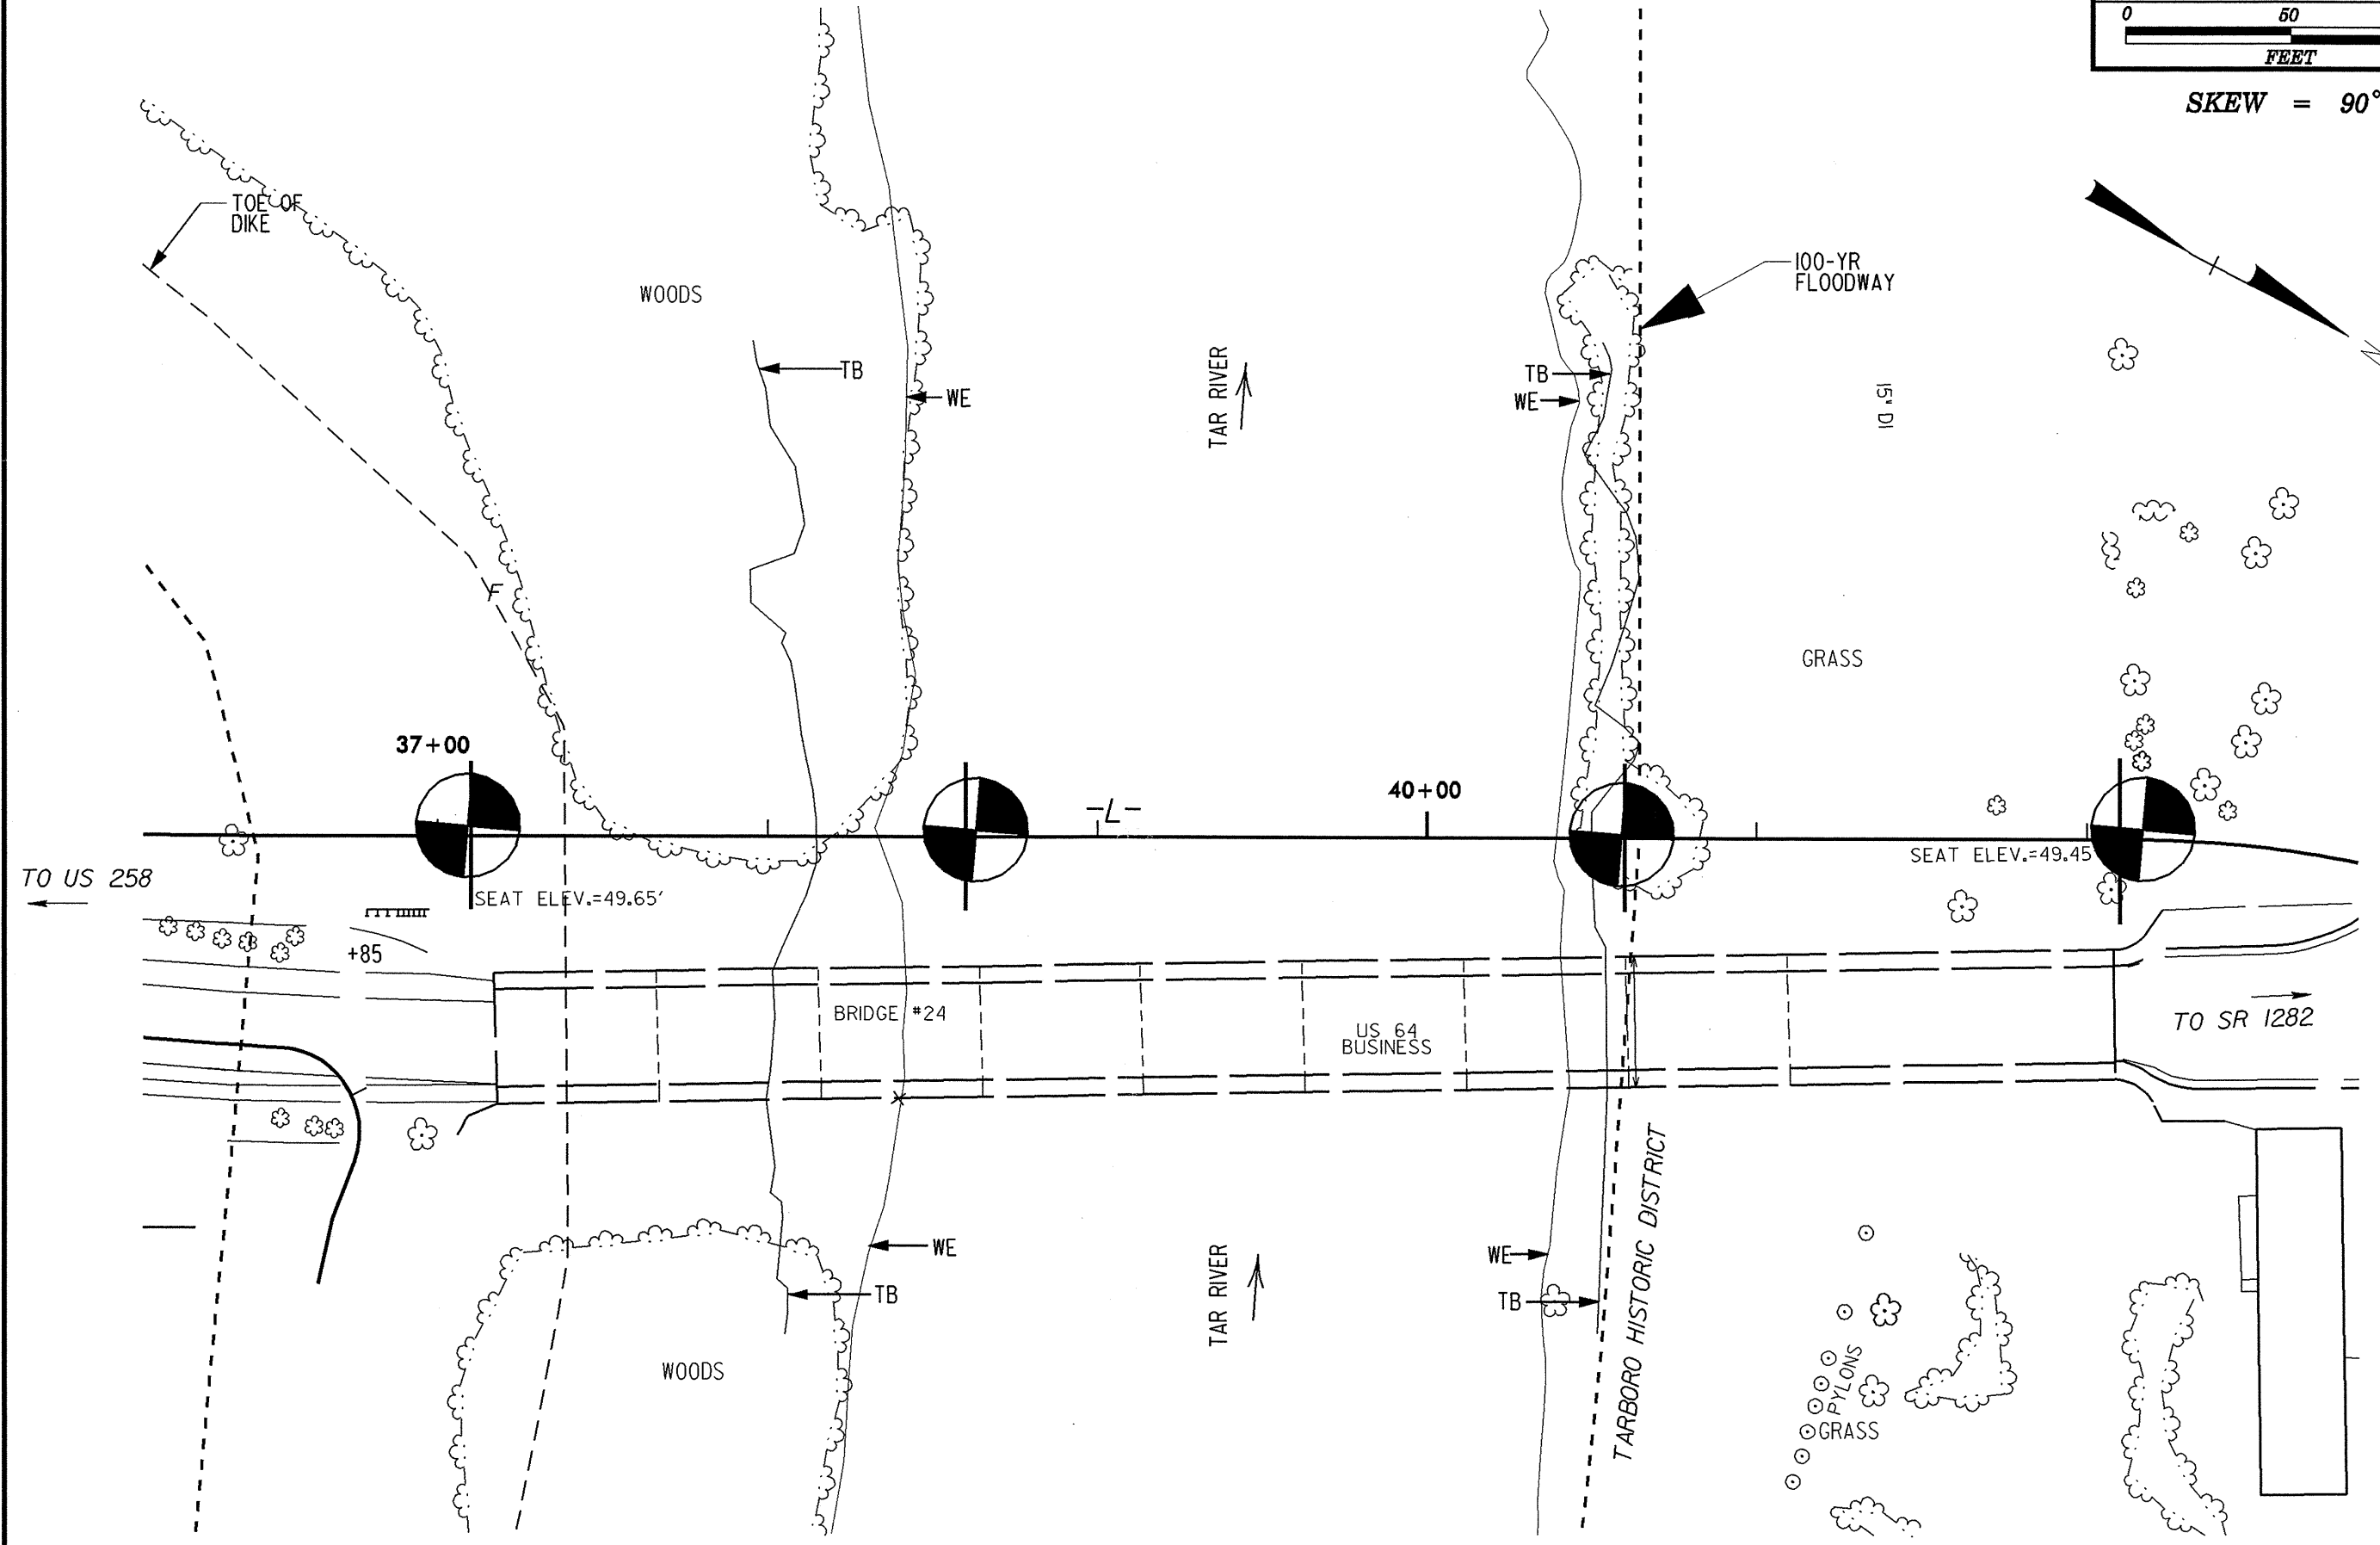 0 50
FEET
SKEW = 90°
TOE OF
DIKE
WOODS
100-YR
FLOODWAY
TB
WE
TAR RIVER
TB
WE
15" DI
F
GRASS
37+00
40+00
-L-
SEAT ELEV.=49.45'
TO US 258
SEAT ELEV.=49.65'
+85
BRIDGE #24
US 64
BUSINESS
TO SR 1282
TARBORO HISTORIC DISTRICT
WE
TB
TAR RIVER
WE
TB
WOODS
PYLONS
GRASS